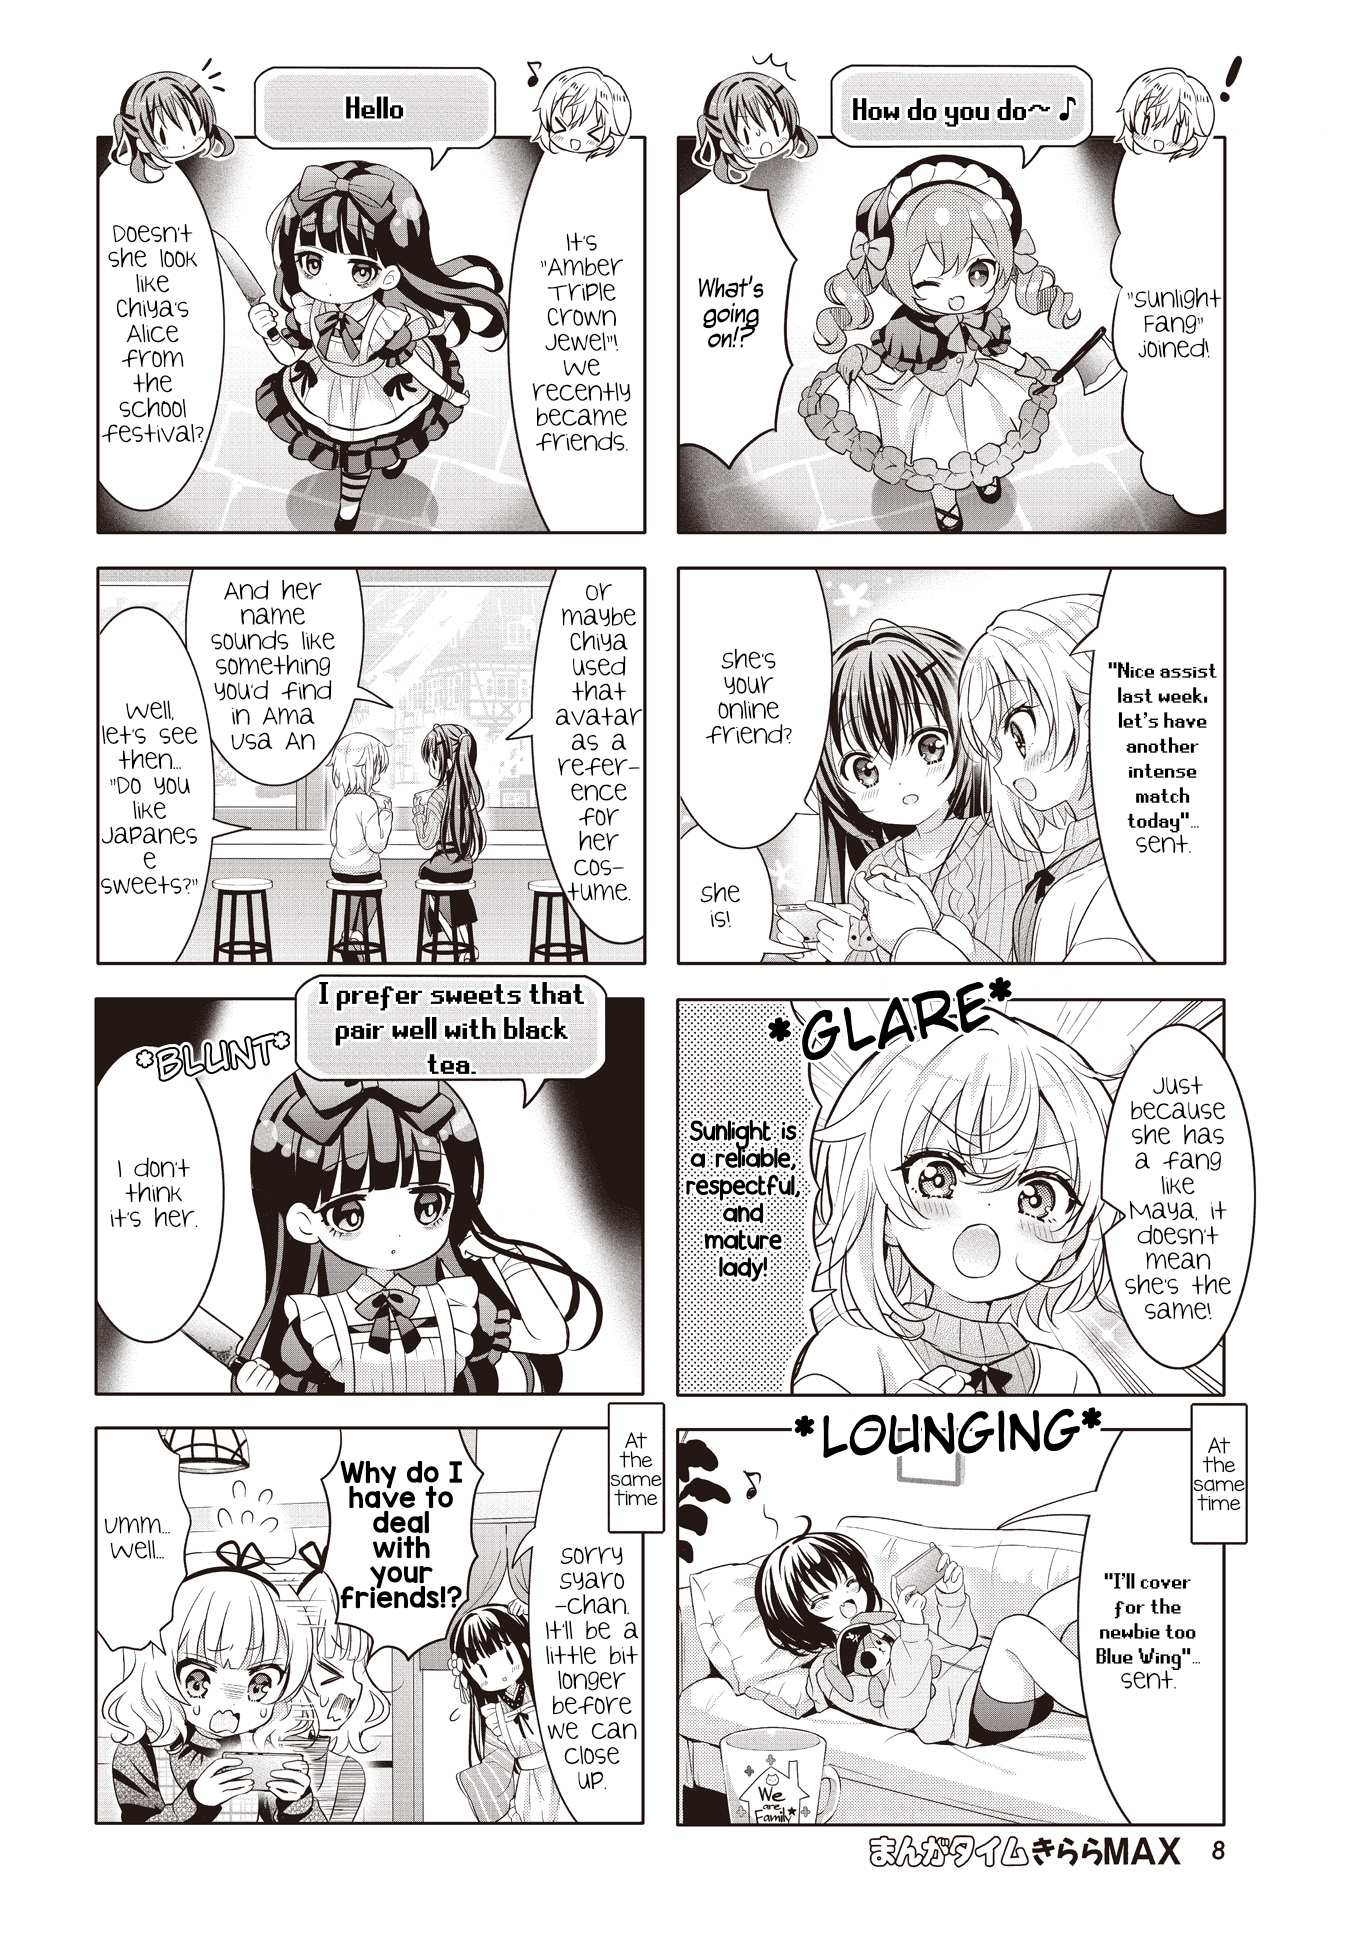 How do you do~ ♪
"Sunlight
Fang"
joined!
What's
going
on!?
"Nice assist
last week,
let's have
another
intense
match
today"...
sent.
She's
your
online
friend?
She
is!
*GLARE*
Just
because
she has
a fang
like
Maya, it
doesn't
mean
she's the
same!
Sunlight is
a reliable,
respectful,
and
mature
lady!
At
the
same
time
*LOUNGING*
"I'll cover
for the
newbie too
Blue Wing"...
sent.
We
are
Family
Hello
It's
"Amber
Triple
Crown
Jewel"!
We
recently
became
friends.
Doesn't
she look
like
Chiya's
Alice
from
the
school
festival?
Or
maybe
Chiya
used
that
avatar
as a
refer-
ence
for
her
cos-
tume.
And her
name
sounds like
something
you'd find
in Ama
Usa An
Well,
let's see
then...
"Do you
like
Japanes
e
sweets?"
I prefer sweets that
pair well with black
tea.
*BLUNT*
I don't
think
it's her.
At
the
same
time
Sorry
Syaro
-chan.
It'll be a
little bit
longer
before
we can
close
up.
Why do I
have to
deal
with
your
friends!?
Umm...
Well...
まんがタイムきららMAX 8